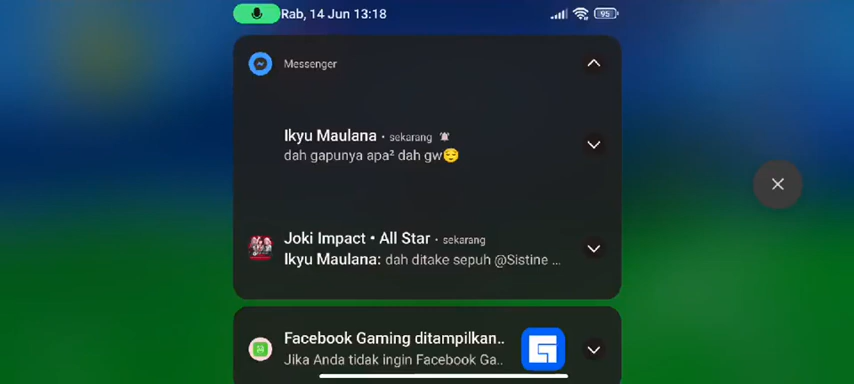 Rab, 14 Jun 13:18
95
Messenger
Ikyu Maulana • sekarang
dah gapunya apa² dah gw😌
Joki Impact • All Star • sekarang
Ikyu Maulana: dah ditake sepuh @Sistine ...
Facebook Gaming ditampilkan..
Jika Anda tidak ingin Facebook Ga..